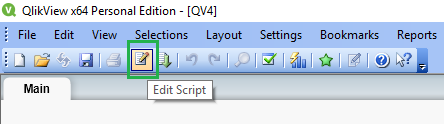 QlikView x64 Personal Edition - [QV4]
File Edit View Selections Layout Settings Bookmarks Reports
Edit Script
Main